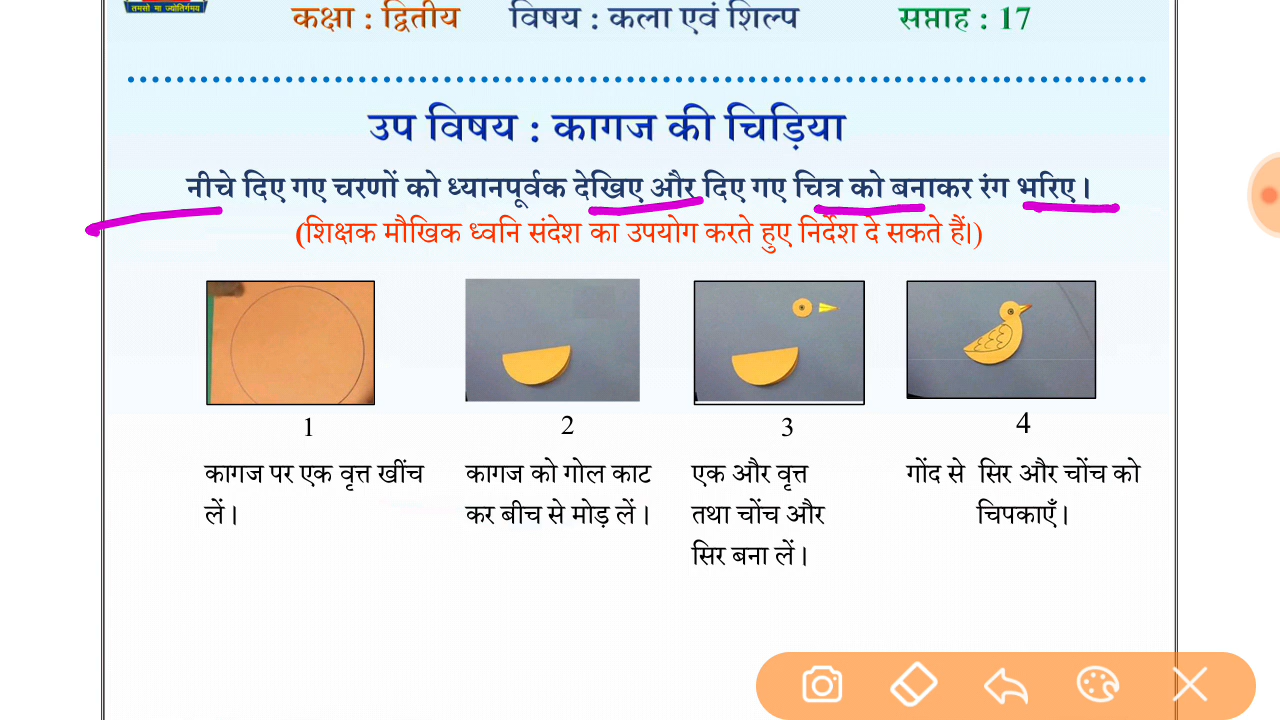 तमसो मा ज्योतिर्गमय
कक्षा : द्वितीय विषय : कला एवं शिल्प सप्ताह : 17
उप विषय : कागज की चिड़िया
नीचे दिए गए चरणों को ध्यानपूर्वक देखिए और दिए गए चित्र को बनाकर रंग भरिए।
(शिक्षक मौखिक ध्वनि संदेश का उपयोग करते हुए निर्देश दे सकते हैं।)
1
2
3
4
कागज पर एक वृत्त खींच
लें।
कागज को गोल काट
कर बीच से मोड़ लें।
एक और वृत्त
तथा चोंच और
सिर बना लें।
गोंद से सिर और चोंच को
चिपकाएँ।